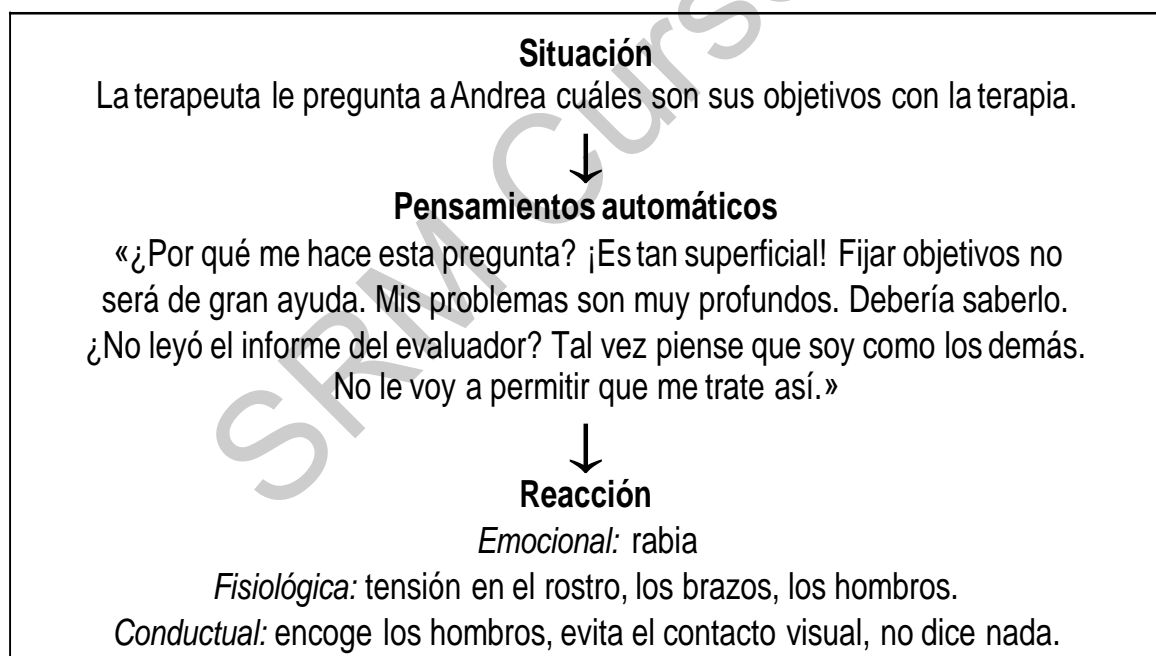 Situación
La terapeuta le pregunta a Andrea cuáles son sus objetivos con la terapia.
↓
Pensamientos automáticos
«¿Por qué me hace esta pregunta? ¡Es tan superficial! Fijar objetivos no
será de gran ayuda. Mis problemas son muy profundos. Debería saberlo.
¿No leyó el informe del evaluador? Tal vez piense que soy como los demás.
No le voy a permitir que me trate así.»
↓
Reacción
Emocional: rabia
Fisiológica: tensión en el rostro, los brazos, los hombros.
Conductual: encoge los hombros, evita el contacto visual, no dice nada.
SRM Curso